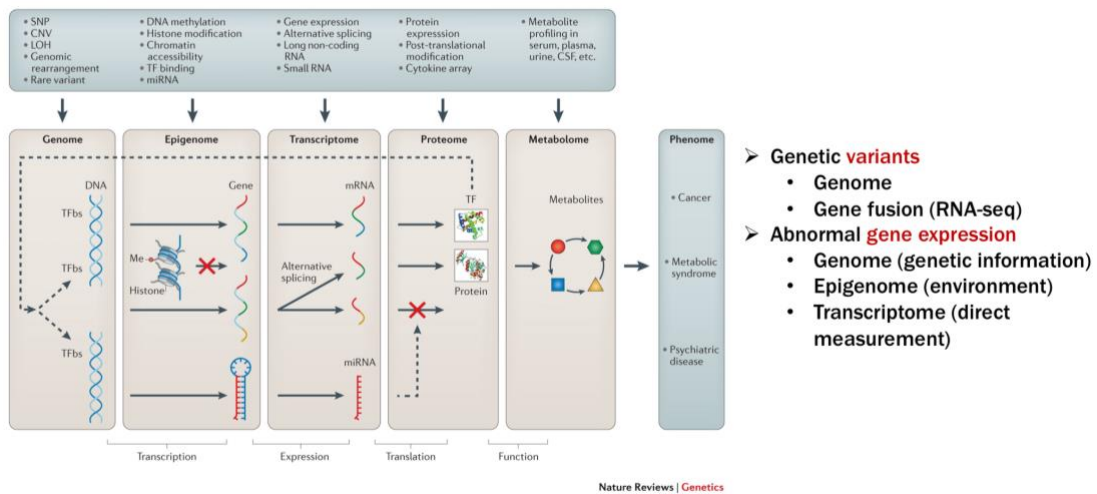 • SNP
• CNV
• LOH
• Genomic
rearrangement
• Rare variant
• DNA methylation
• Histone modification
• Chromatin
accessibility
• TF binding
• miRNA
• Gene expression
• Alternative splicing
• Long non-coding
RNA
• Small RNA
• Protein
expresssion
• Post-translational
modification
• Cytokine array
• Metabolite
profiling in
serum, plasma,
urine, CSF, etc.
Genome
Epigenome
Transcriptome
Proteome
Metabolome
Phenome
DNA
TFbs
TFbs
TFbs
Gene
Me
Histone
mRNA
Alternative
splicing
miRNA
TF
Protein
Metabolites
• Cancer
• Metabolic
syndrome
• Psychiatric
disease
Transcription
Expression
Translation
Function
Nature Reviews | Genetics
➤ Genetic variants
• Genome
• Gene fusion (RNA-seq)
➤ Abnormal gene expression
• Genome (genetic information)
• Epigenome (environment)
• Transcriptome (direct
measurement)